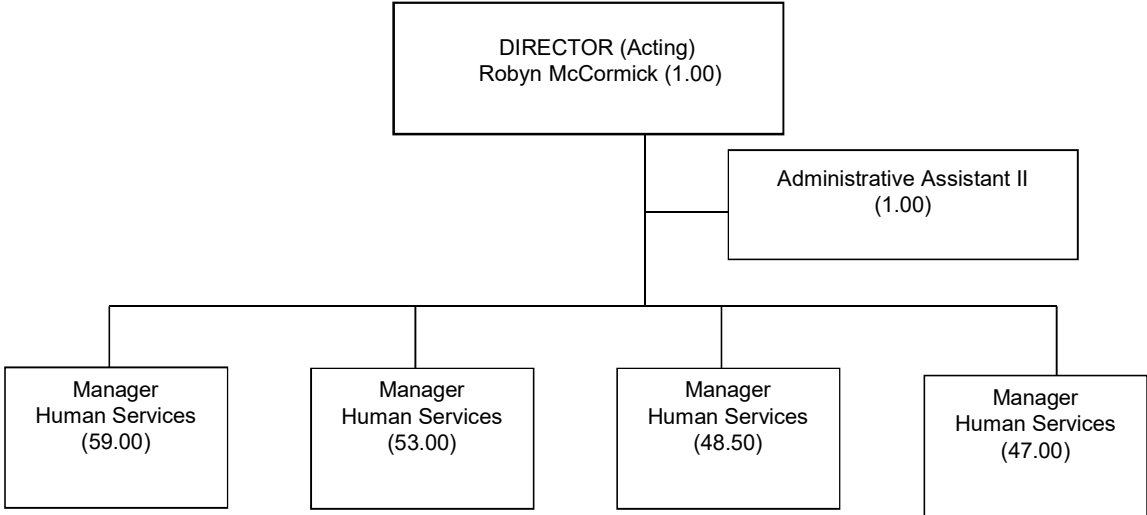 DIRECTOR (Acting)
Robyn McCormick (1.00)
Administrative Assistant II
(1.00)
Manager
Human Services
(59.00)
Manager
Human Services
(53.00)
Manager
Human Services
(48.50)
Manager
Human Services
(47.00)